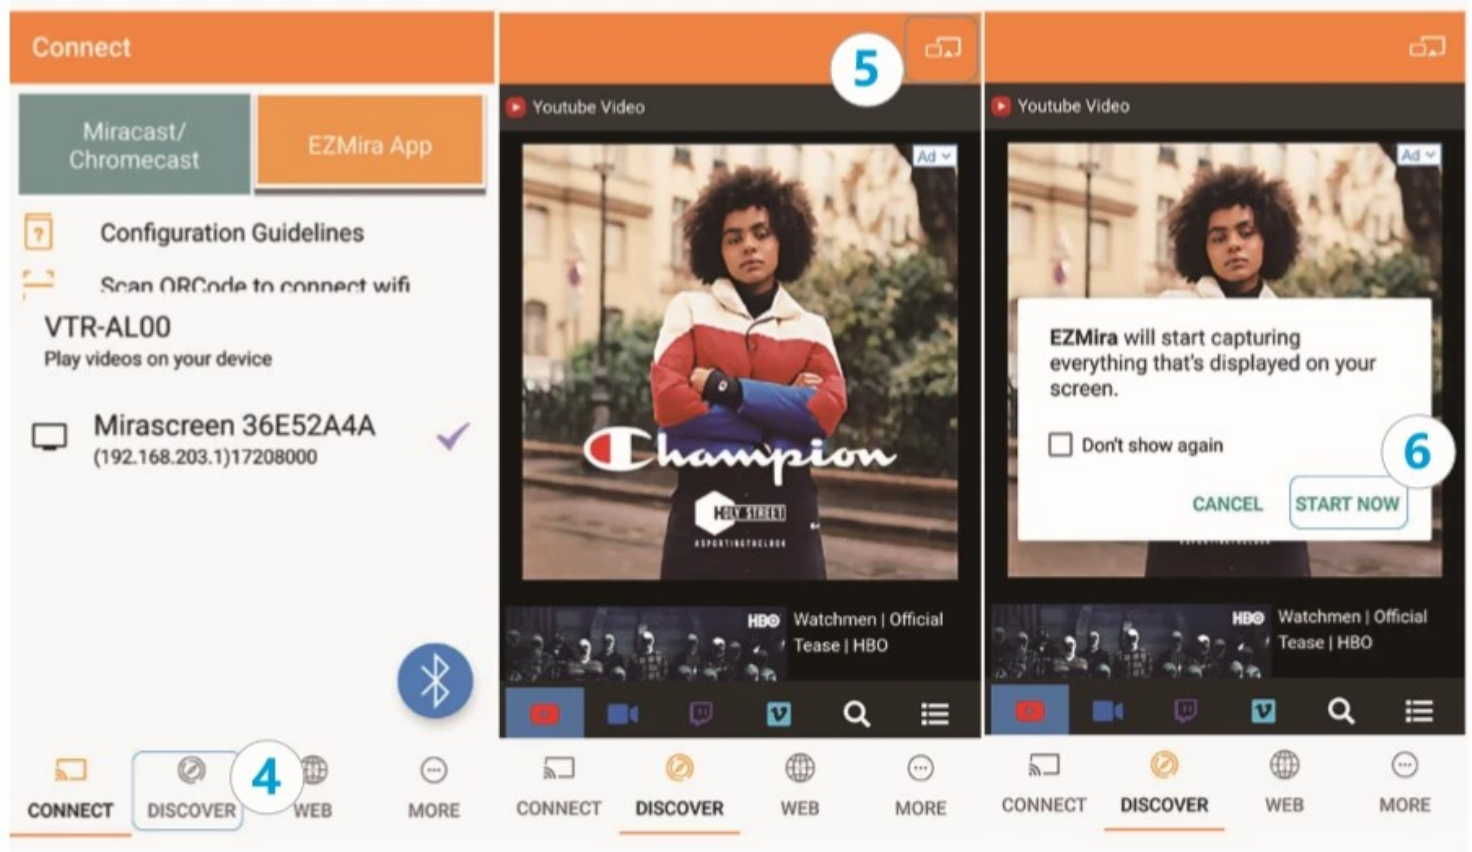 Connect
Miracast/
Chromecast
EZMira App
Configuration Guidelines
Scan QRCode to connect wifi
VTR-AL00
Play videos on your device
Mirascreen 36E52A4A
(192.168.203.1)17208000
CONNECT
DISCOVER
4
WEB
MORE
5
Youtube Video
Ad
Champion
HOLY STREET
#SPORTINGTHELOOK
HBO
Watchmen | Official
Tease | HBO
CONNECT
DISCOVER
WEB
MORE
Youtube Video
Ad
EZMira will start capturing
everything that's displayed on your
screen.
Don't show again
6
CANCEL
START NOW
HBO
Watchmen | Official
Tease | HBO
CONNECT
DISCOVER
WEB
MORE